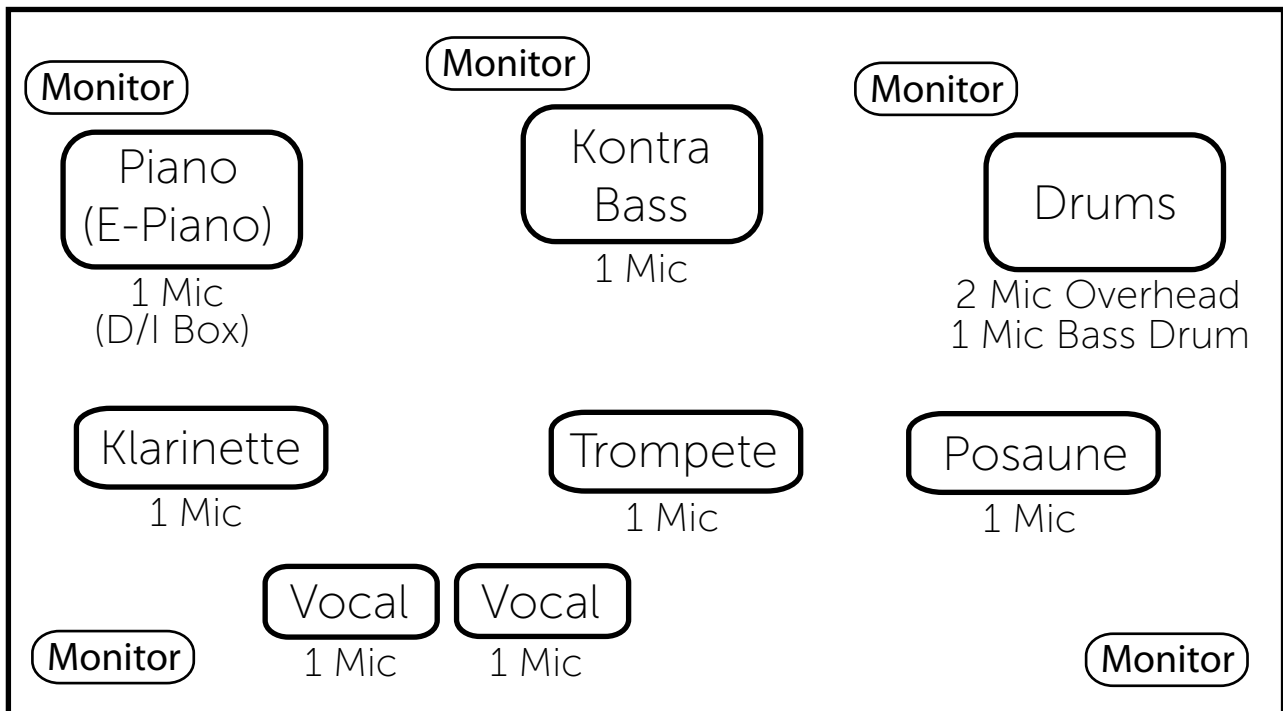 Monitor
Monitor
Monitor
Piano
(E-Piano)
1 Mic
(D/I Box)
Kontra
Bass
1 Mic
Drums
2 Mic Overhead
1 Mic Bass Drum
Klarinette
1 Mic
Trompete
1 Mic
Posaune
1 Mic
Vocal
1 Mic
Vocal
1 Mic
Monitor
Monitor